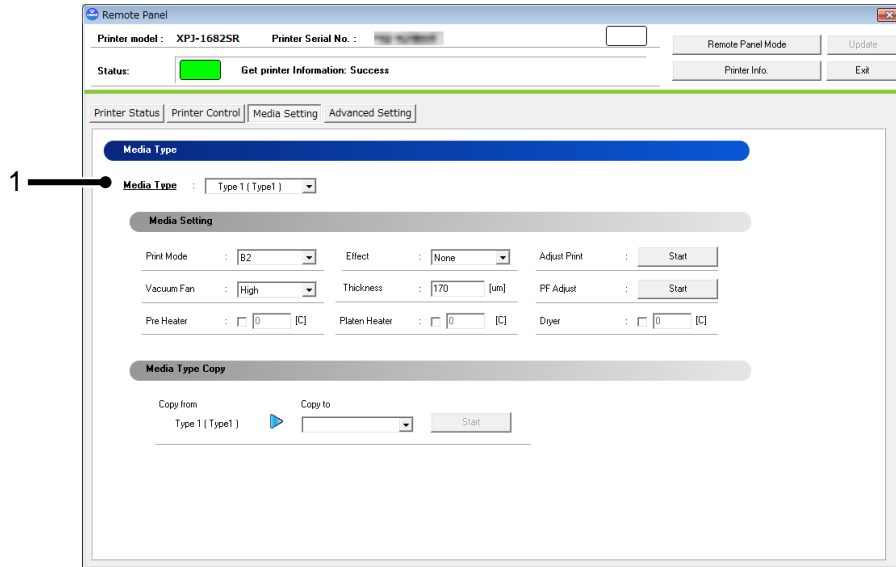 Remote Panel
Printer model : XPJ-1682SR Printer Serial No. :
Remote Panel Mode Update
Status: Get printer Information: Success
Printer Info. Exit
Printer Status Printer Control Media Setting Advanced Setting
Media Type
1
Media Type : Type 1 ( Type1 )
Media Setting
Print Mode : B2 Effect : None Adjust Print : Start
Vacuum Fan : High Thickness : 170 [um] PF Adjust : Start
Pre Heater : 0 [C] Platen Heater : 0 [C] Dryer : 0 [C]
Media Type Copy
Copy from Copy to
Type 1 ( Type1 ) Start